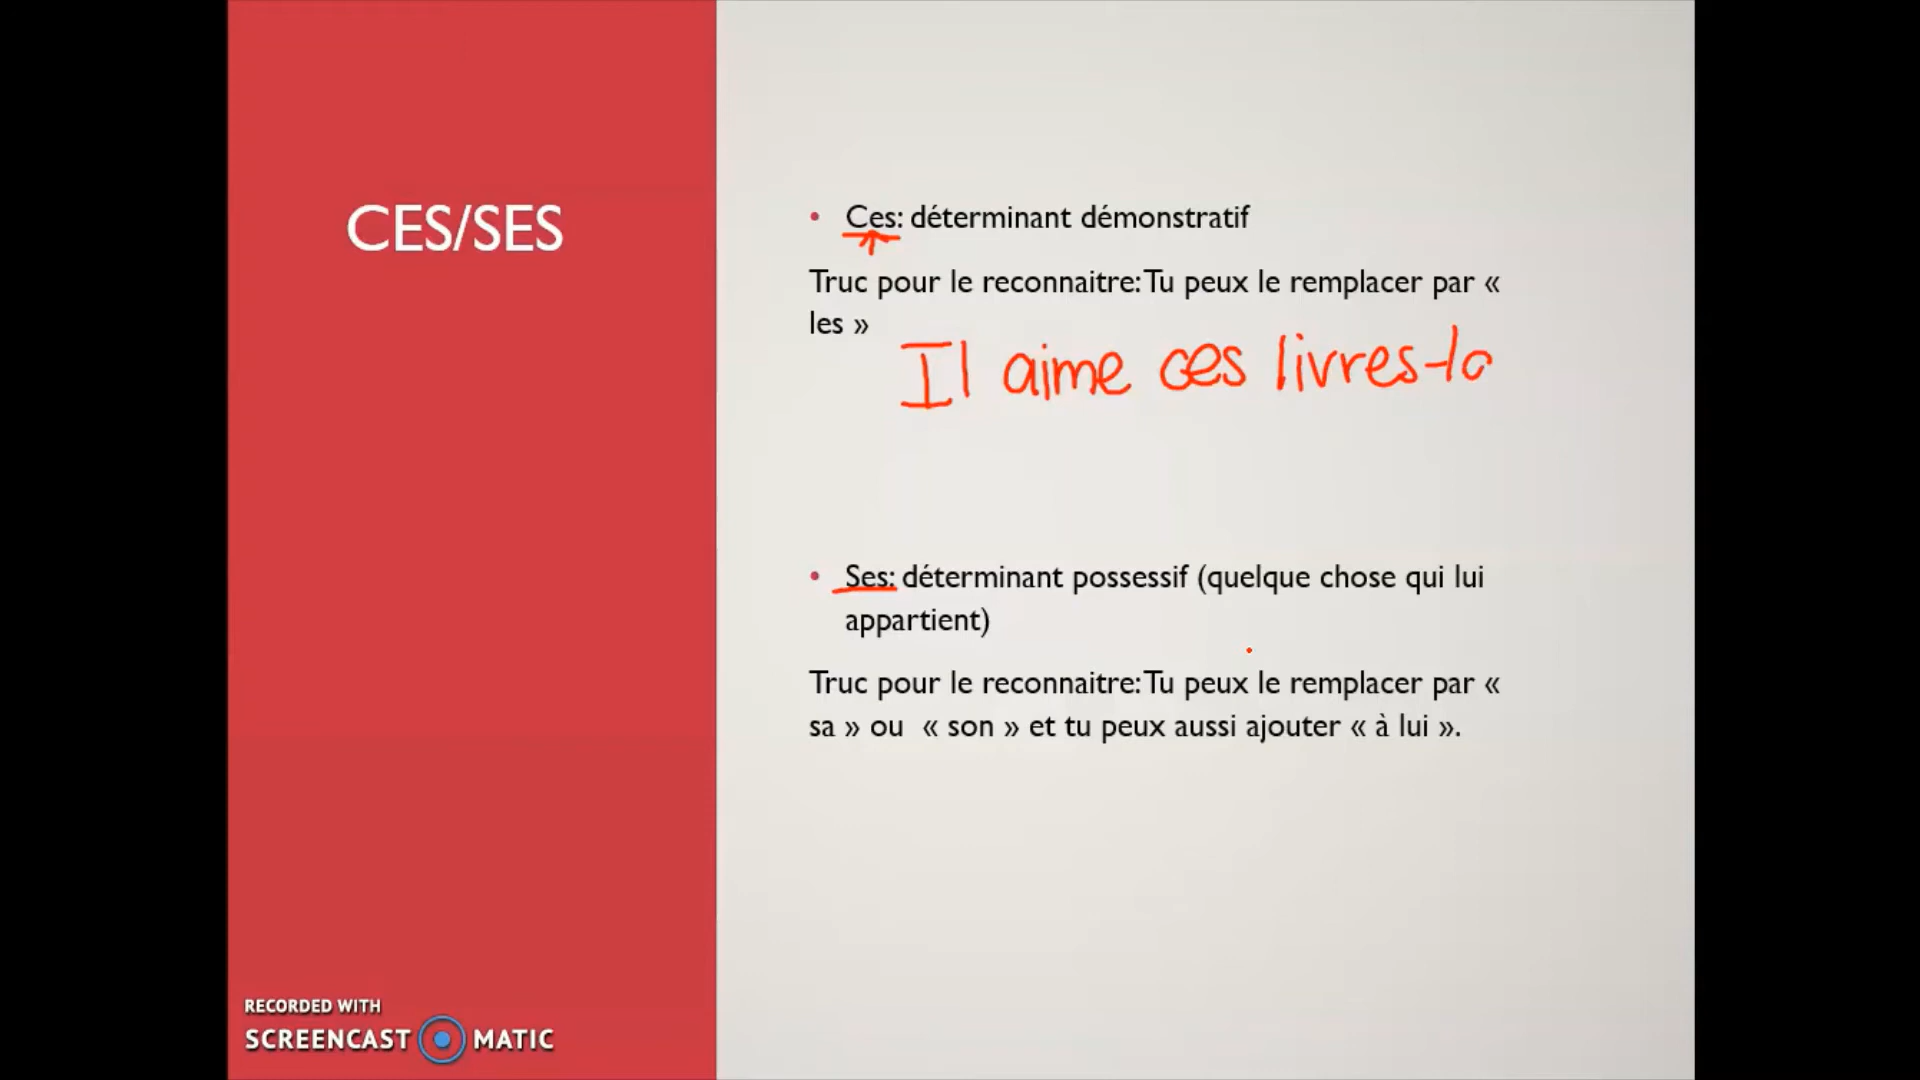 CES/SES
• Ces: déterminant démonstratif
Truc pour le reconnaitre: Tu peux le remplacer par «
les »
Il aime ces livres-la
• Ses: déterminant possessif (quelque chose qui lui
appartient)
Truc pour le reconnaitre: Tu peux le remplacer par «
sa » ou « son » et tu peux aussi ajouter « à lui ».
RECORDED WITH
SCREENCAST MATIC